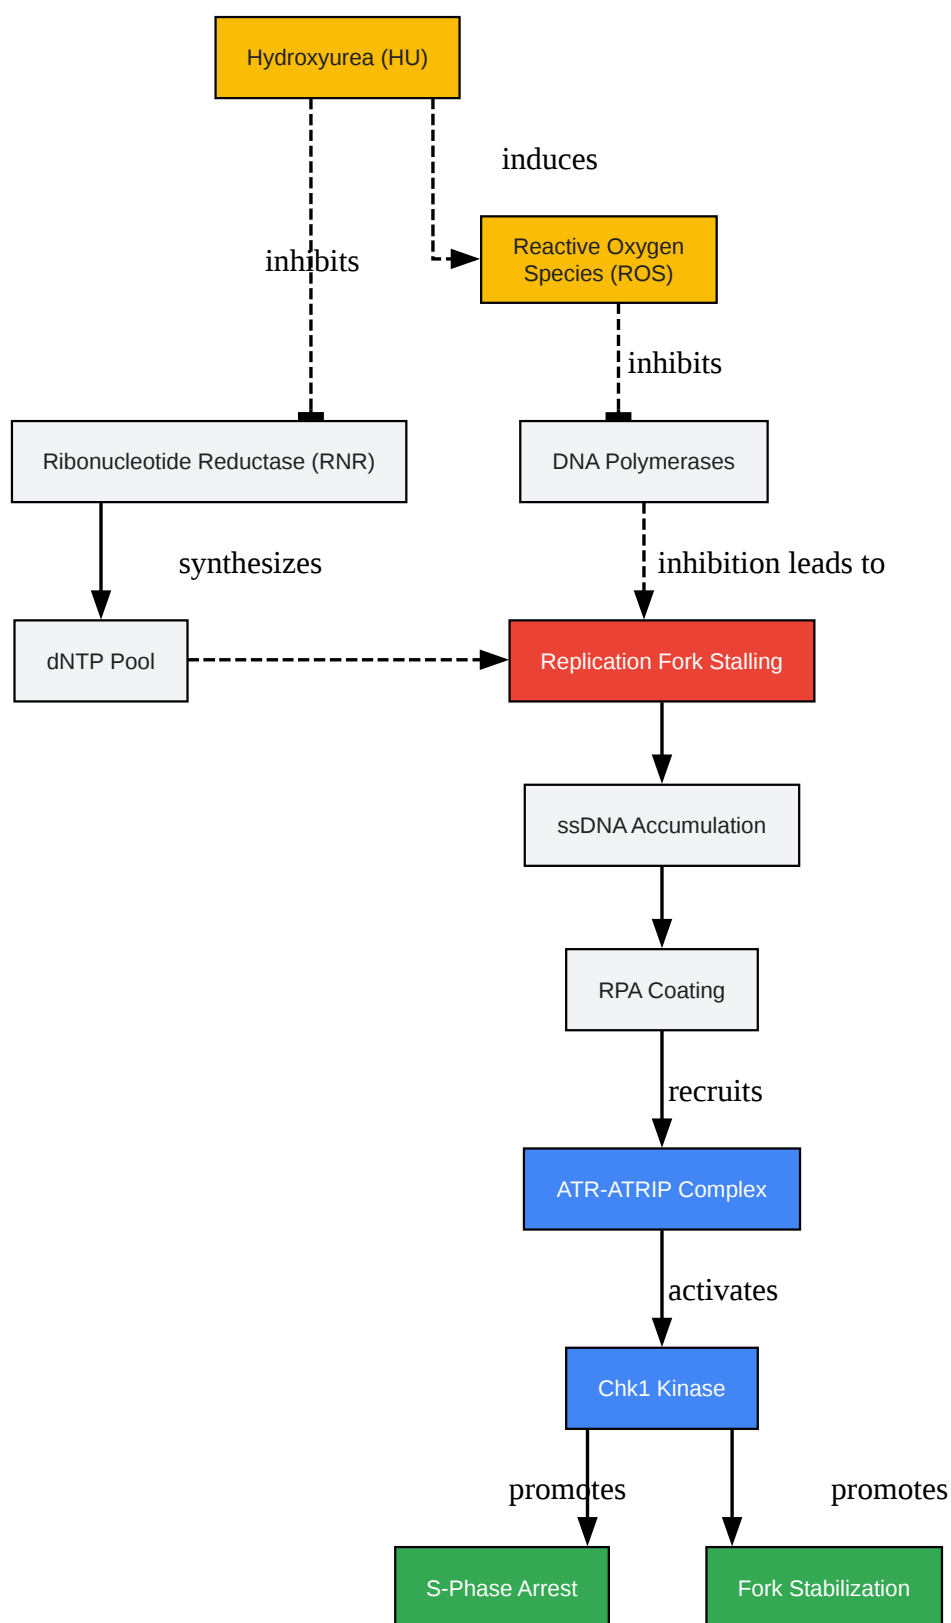 Hydroxyurea (HU)
induces
Reactive Oxygen
Species (ROS)
inhibits
inhibits
Ribonucleotide Reductase (RNR)
DNA Polymerases
synthesizes
inhibition leads to
dNTP Pool
Replication Fork Stalling
ssDNA Accumulation
RPA Coating
recruits
ATR-ATRIP Complex
activates
Chk1 Kinase
promotes
promotes
S-Phase Arrest
Fork Stabilization